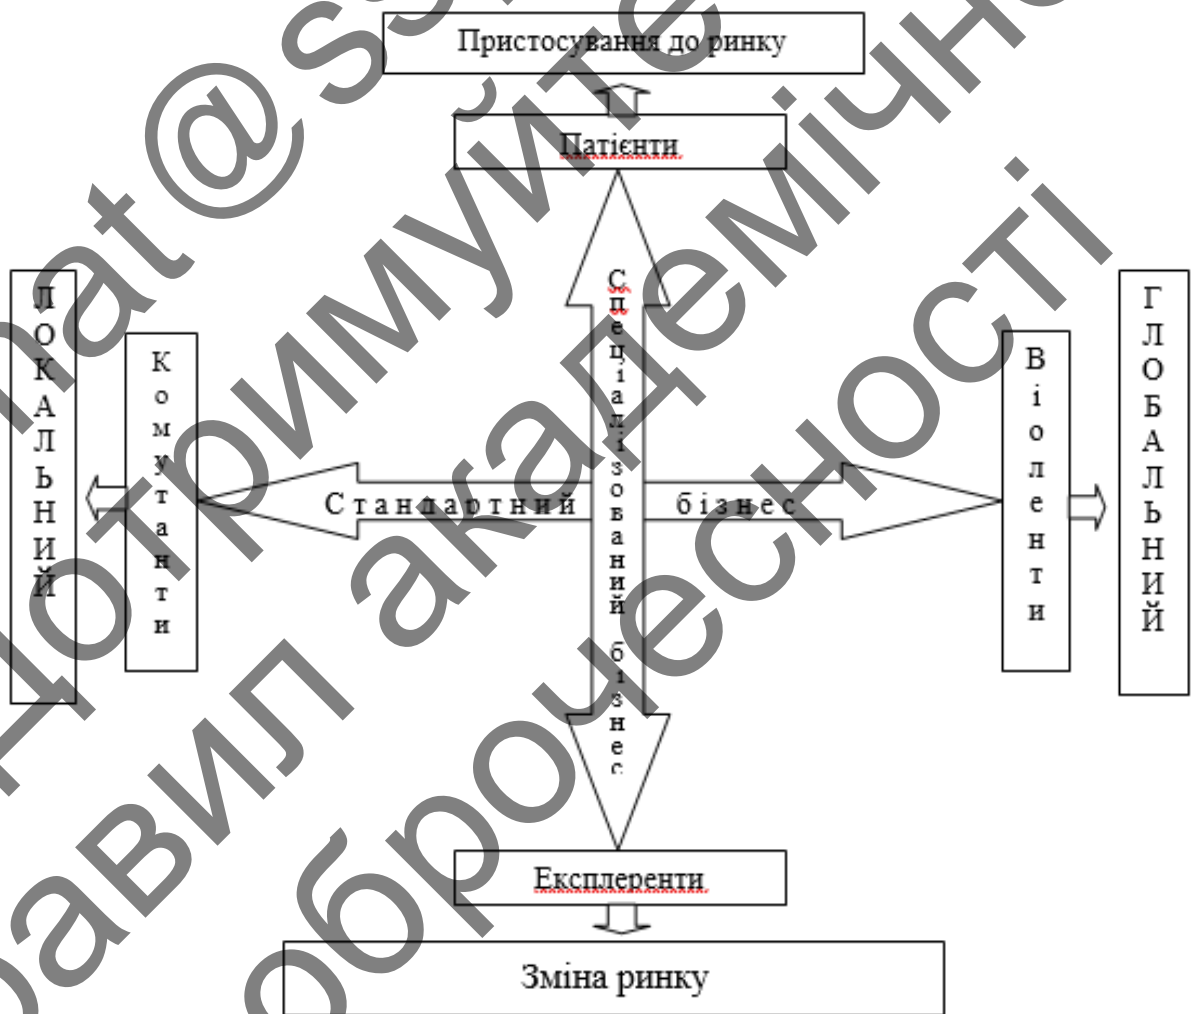 Пристосування до ринку
Патієнти
ЛОКАЛЬНИЙ
Комутанти
Стандартний бізнес
Спеціалізований бізнес
Віоленти
ГЛОБАЛЬНИЙ
Експлеренти
Зміна ринку